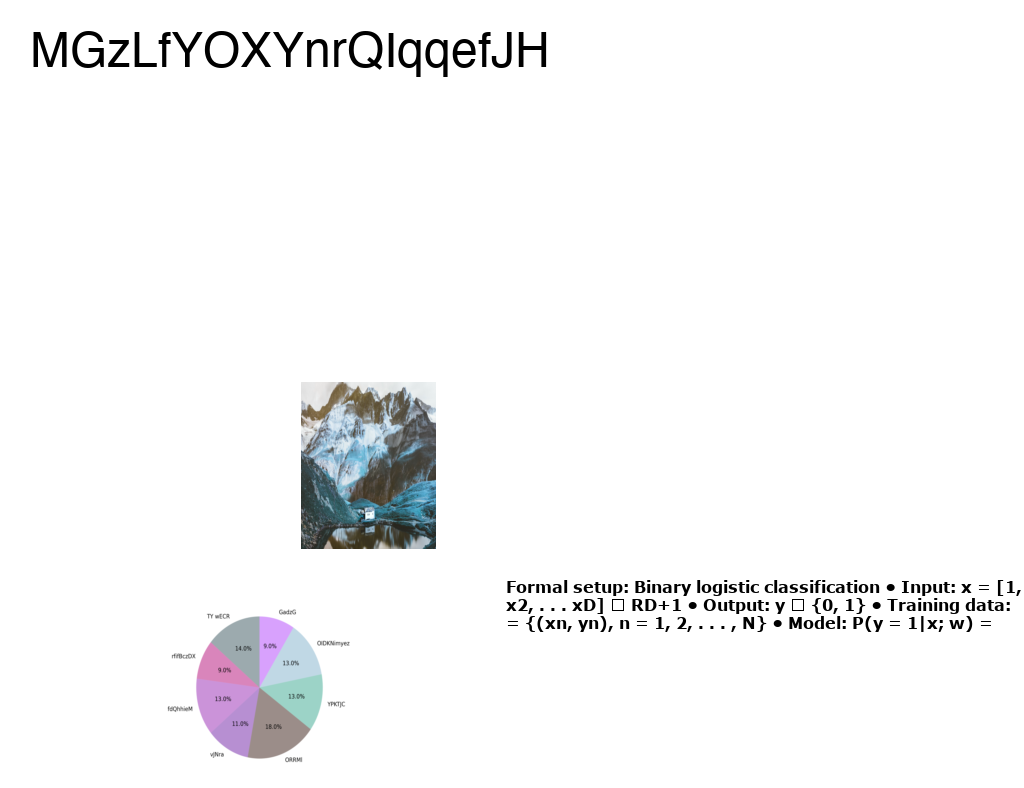 MGzLfYOXYnrQIqqefJH
Formal setup: Binary logistic classification • Input: x = [1,
x2, . . . xD] □ RD+1 • Output: y □ {0, 1} • Training data:
= {(xn, yn), n = 1, 2, . . . , N} • Model: P(y = 1|x; w) =
GadzG
TY wECR
9.0%
14.0%
OIDKNimyez
rfifBczDX
13.0%
9.0%
13.0%
13.0%
YPKTJC
fdQhhieM
11.0%
18.0%
vJNra
ORRMI